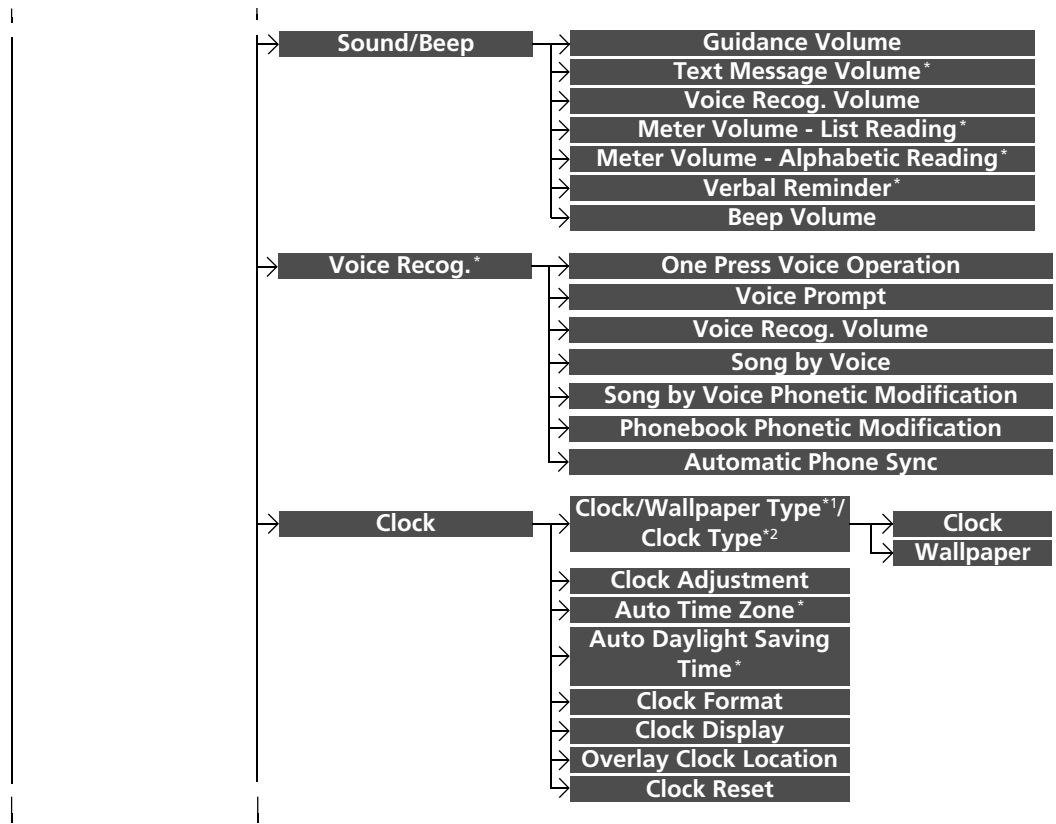 Sound/Beep
Guidance Volume
Text Message Volume*
Voice Recog. Volume
Meter Volume - List Reading*
Meter Volume - Alphabetic Reading*
Verbal Reminder*
Beep Volume
Voice Recog.*
One Press Voice Operation
Voice Prompt
Voice Recog. Volume
Song by Voice
Song by Voice Phonetic Modification
Phonebook Phonetic Modification
Automatic Phone Sync
Clock
Clock/Wallpaper Type*1/
Clock Type*2
Clock
Wallpaper
Clock Adjustment
Auto Time Zone*
Auto Daylight Saving
Time*
Clock Format
Clock Display
Overlay Clock Location
Clock Reset